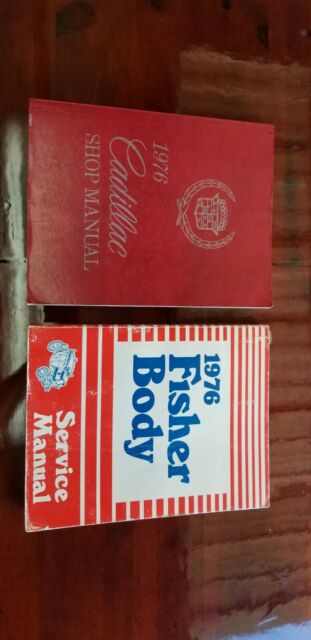 1976
Cadillac
SHOP MANUAL
1976
Fisher
Body
Service
Manual